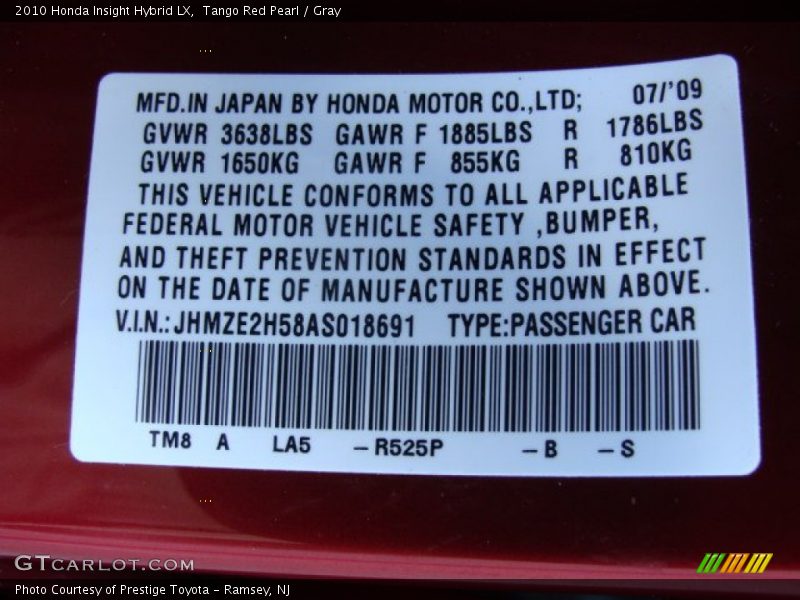 2010 Honda Insight Hybrid LX,  Tango Red Pearl / Gray
MFD.IN JAPAN BY HONDA MOTOR CO.,LTD; 07/'09
GVWR 3638LBS GAWR F 1885LBS R 1786LBS
GVWR 1650KG GAWR F 855KG R 810KG
THIS VEHICLE CONFORMS TO ALL APPLICABLE
FEDERAL MOTOR VEHICLE SAFETY ,BUMPER,
AND THEFT PREVENTION STANDARDS IN EFFECT
ON THE DATE OF MANUFACTURE SHOWN ABOVE.
V.I.N.:JHMZE2H58AS018691 TYPE:PASSENGER CAR
TM8 A LA5 –R525P –B –S
GTCARLOT.COM
Photo Courtesy of Prestige Toyota - Ramsey, NJ